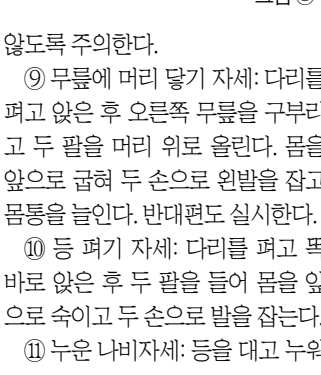 않도록 주의한다.
⑨ 무릎에 머리 닿기 자세: 다리를
펴고 앉은 후 오른쪽 무릎을 구부리
고 두 팔을 머리 위로 올린다. 몸을
앞으로 굽혀 두 손으로 왼발을 잡고
몸통을 늘인다. 반대편도 실시한다.
⑩ 등 펴기 자세: 다리를 펴고 똑
바로 앉은 후 두 팔을 들어 몸을 앞
으로 숙이고 두 손으로 발을 잡는다.
⑪ 누운 나비자세: 등을 대고 누워